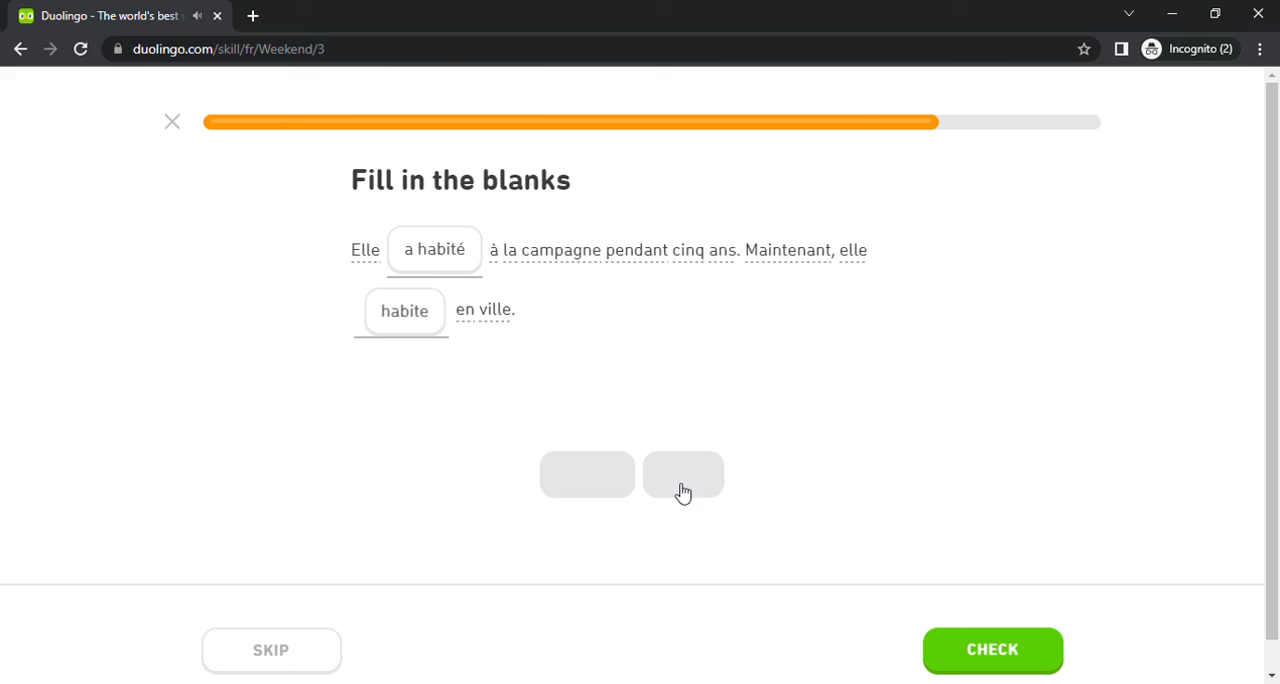 Duolingo - The world's best
duolingo.com/skill/fr/Weekend/3
Incognito (2)
Fill in the blanks
Elle a habité à la campagne pendant cinq ans. Maintenant, elle
habite en ville.
SKIP
CHECK